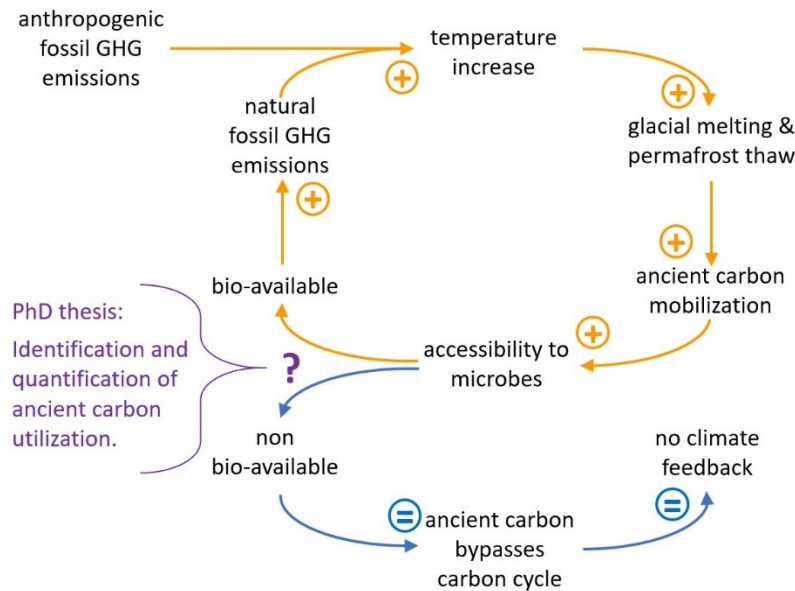 anthropogenic
fossil GHG
emissions
temperature
increase
+
+
natural
fossil GHG
emissions
glacial melting &
permafrost thaw
+
+
bio-available
ancient carbon
mobilization
PhD thesis:
Identification and
quantification of
ancient carbon
utilization.
?
+
accessibility to
microbes
non
bio-available
no climate
feedback
=
=
ancient carbon
bypasses
carbon cycle